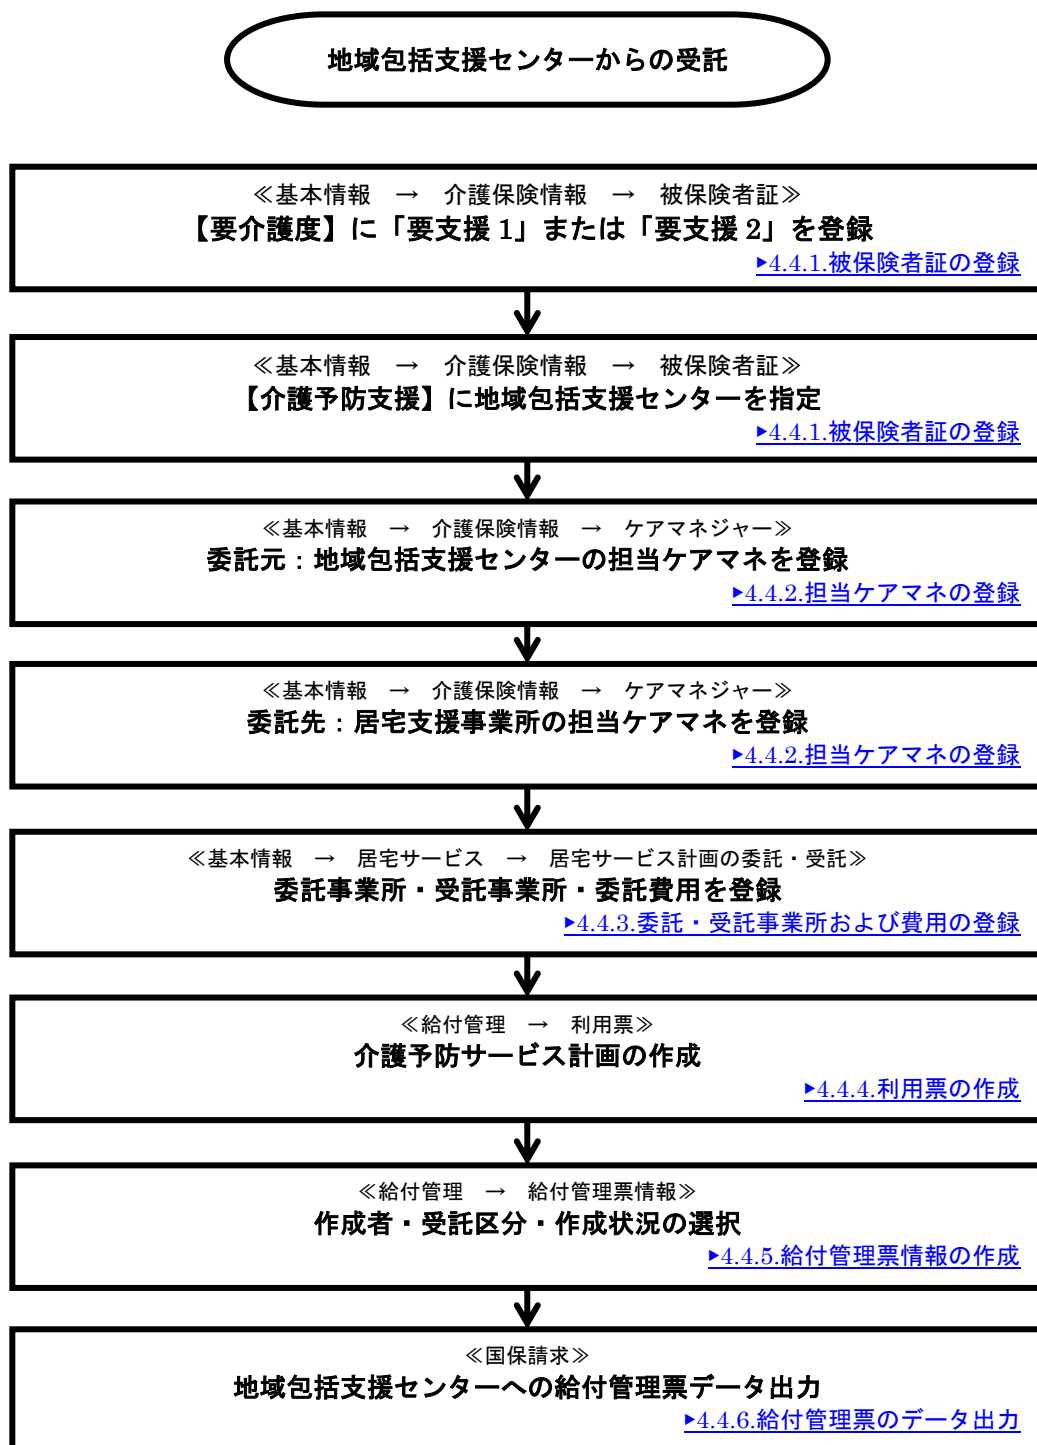 地域包括支援センターからの受託
≪基本情報　→　介護保険情報　→　被保険者証≫
【要介護度】に「要支援 1」または「要支援 2」を登録
▶4.4.1.被保険者証の登録
≪基本情報　→　介護保険情報　→　被保険者証≫
【介護予防支援】に地域包括支援センターを指定
▶4.4.1.被保険者証の登録
≪基本情報　→　介護保険情報　→　ケアマネジャー≫
委託元：地域包括支援センターの担当ケアマネを登録
▶4.4.2.担当ケアマネの登録
≪基本情報　→　介護保険情報　→　ケアマネジャー≫
委託先：居宅支援事業所の担当ケアマネを登録
▶4.4.2.担当ケアマネの登録
≪基本情報　→　居宅サービス　→　居宅サービス計画の委託・受託≫
委託事業所・受託事業所・委託費用を登録
▶4.4.3.委託・受託事業所および費用の登録
≪給付管理　→　利用票≫
介護予防サービス計画の作成
▶4.4.4.利用票の作成
≪給付管理　→　給付管理票情報≫
作成者・受託区分・作成状況の選択
▶4.4.5.給付管理票情報の作成
≪国保請求≫
地域包括支援センターへの給付管理票データ出力
▶4.4.6.給付管理票のデータ出力